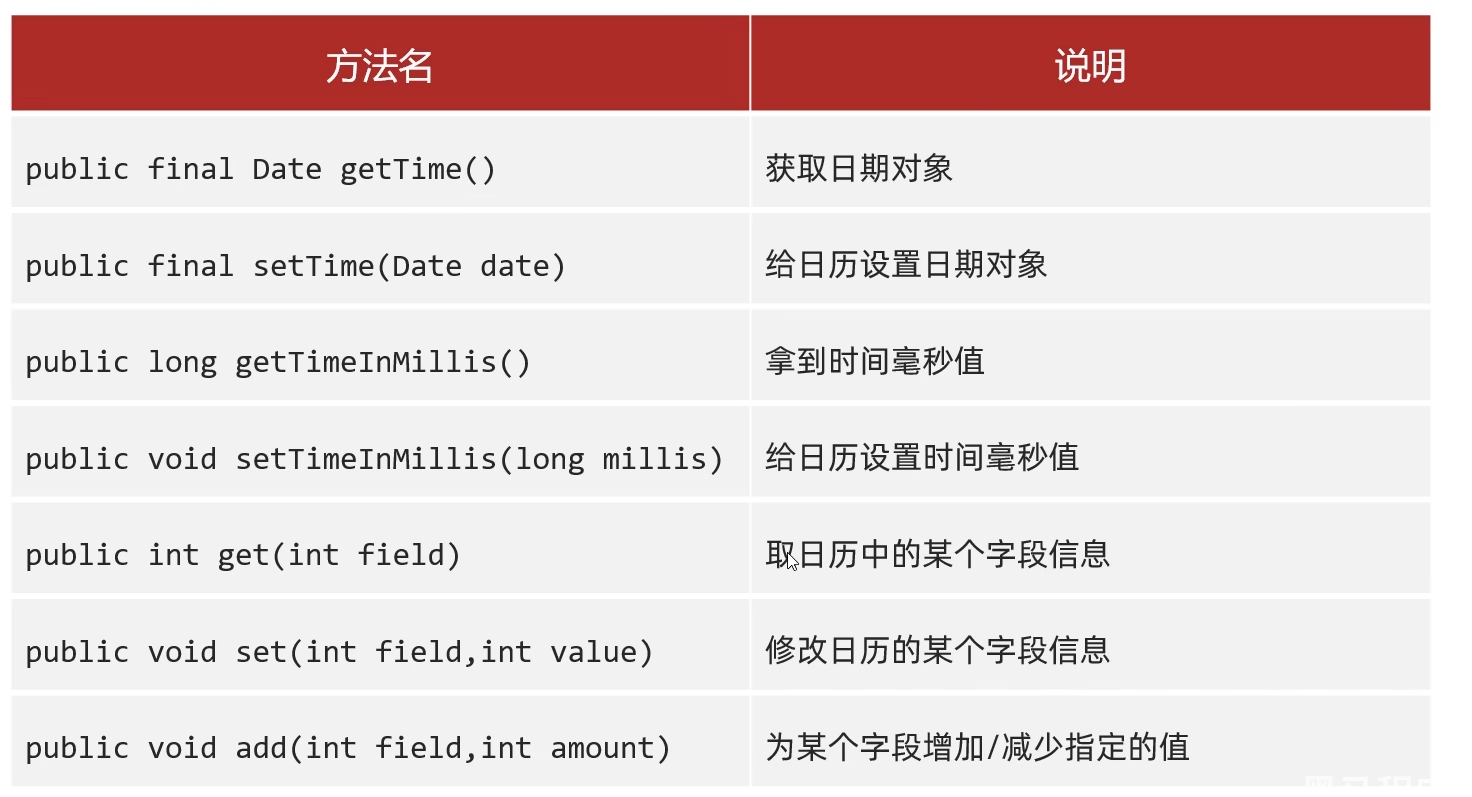 方法名 说明
public final Date getTime() 获取日期对象
public final setTime(Date date) 给日历设置日期对象
public long getTimeInMillis() 拿到时间毫秒值
public void setTimeInMillis(long millis) 给日历设置时间毫秒值
public int get(int field) 取日历中的某个字段信息
public void set(int field,int value) 修改日历的某个字段信息
public void add(int field,int amount) 为某个字段增加/减少指定的值